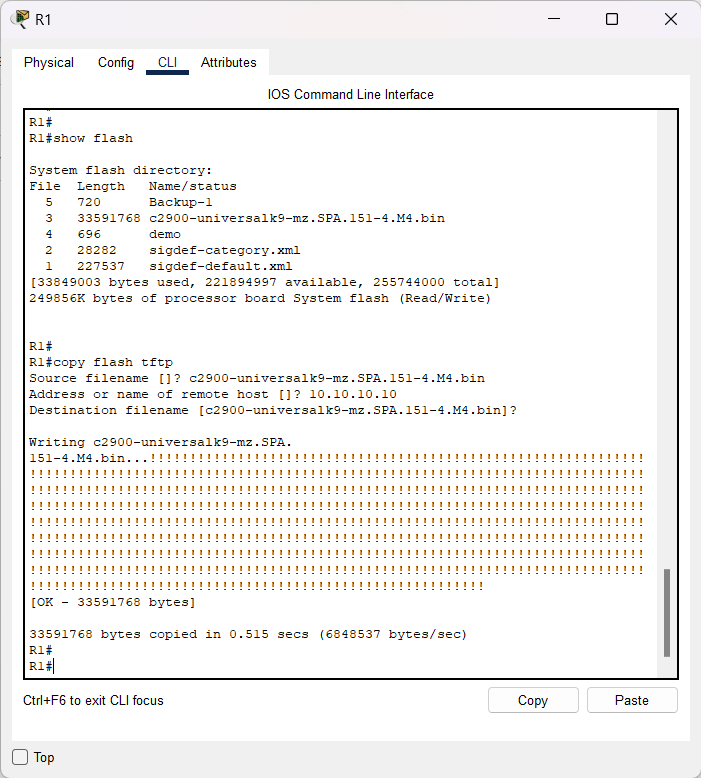 R1
Physical Config CLI Attributes
IOS Command Line Interface
R1#
R1#show flash
System flash directory:
File Length Name/status
5 720 Backup-1
3 33591768 c2900-universalk9-mz.SPA.151-4.M4.bin
4 696 demo
2 28282 sigdef-category.xml
1 227537 sigdef-default.xml
[33849003 bytes used, 221894997 available, 255744000 total]
249856K bytes of processor board System flash (Read/Write)
R1#
R1#copy flash tftp
Source filename []? c2900-universalk9-mz.SPA.151-4.M4.bin
Address or name of remote host []? 10.10.10.10
Destination filename [c2900-universalk9-mz.SPA.151-4.M4.bin]?
Writing c2900-universalk9-mz.SPA.
151-4.M4.bin...!!!!!!!!!!!!!!!!!!!!!!!!!!!!!!!!!!!!!!!!!!!!!!!!!!!!!!!!!!!!!!
!!!!!!!!!!!!!!!!!!!!!!!!!!!!!!!!!!!!!!!!!!!!!!!!!!!!!!!!!!!!!!!!!!!!!!!!!!!!!
!!!!!!!!!!!!!!!!!!!!!!!!!!!!!!!!!!!!!!!!!!!!!!!!!!!!!!!!!!!!!!!!!!!!!!!!!!!!!
!!!!!!!!!!!!!!!!!!!!!!!!!!!!!!!!!!!!!!!!!!!!!!!!!!!!!!!!!!!!!!!!!!!!!!!!!!!!!
!!!!!!!!!!!!!!!!!!!!!!!!!!!!!!!!!!!!!!!!!!!!!!!!!!!!!!!!!!!!!!!!!!!!!!!!!!!!!
!!!!!!!!!!!!!!!!!!!!!!!!!!!!!!!!!!!!!!!!!!!!!!!!!!!!!!!!!!!!!!!!!!!!!!!!!!!!!
!!!!!!!!!!!!!!!!!!!!!!!!!!!!!!!!!!!!!!!!!!!!!!!!!!!!!!!!!!!!!!!!!!!!!!!!!!!!!
!!!!!!!!!!!!!!!!!!!!!!!!!!!!!!!!!!!!!!!!!!!!!!!!!!!!!!!!!!!!!!!!!!!!!!!!!!!!!
!!!!!!!!!!!!!!!!!!!!!!!!!!!!!!!!!!!!!!!!!!!!!!!!!!!!!!!!!
[OK - 33591768 bytes]
33591768 bytes copied in 0.515 secs (6848537 bytes/sec)
R1#
R1#
Ctrl+F6 to exit CLI focus
Copy Paste
Top